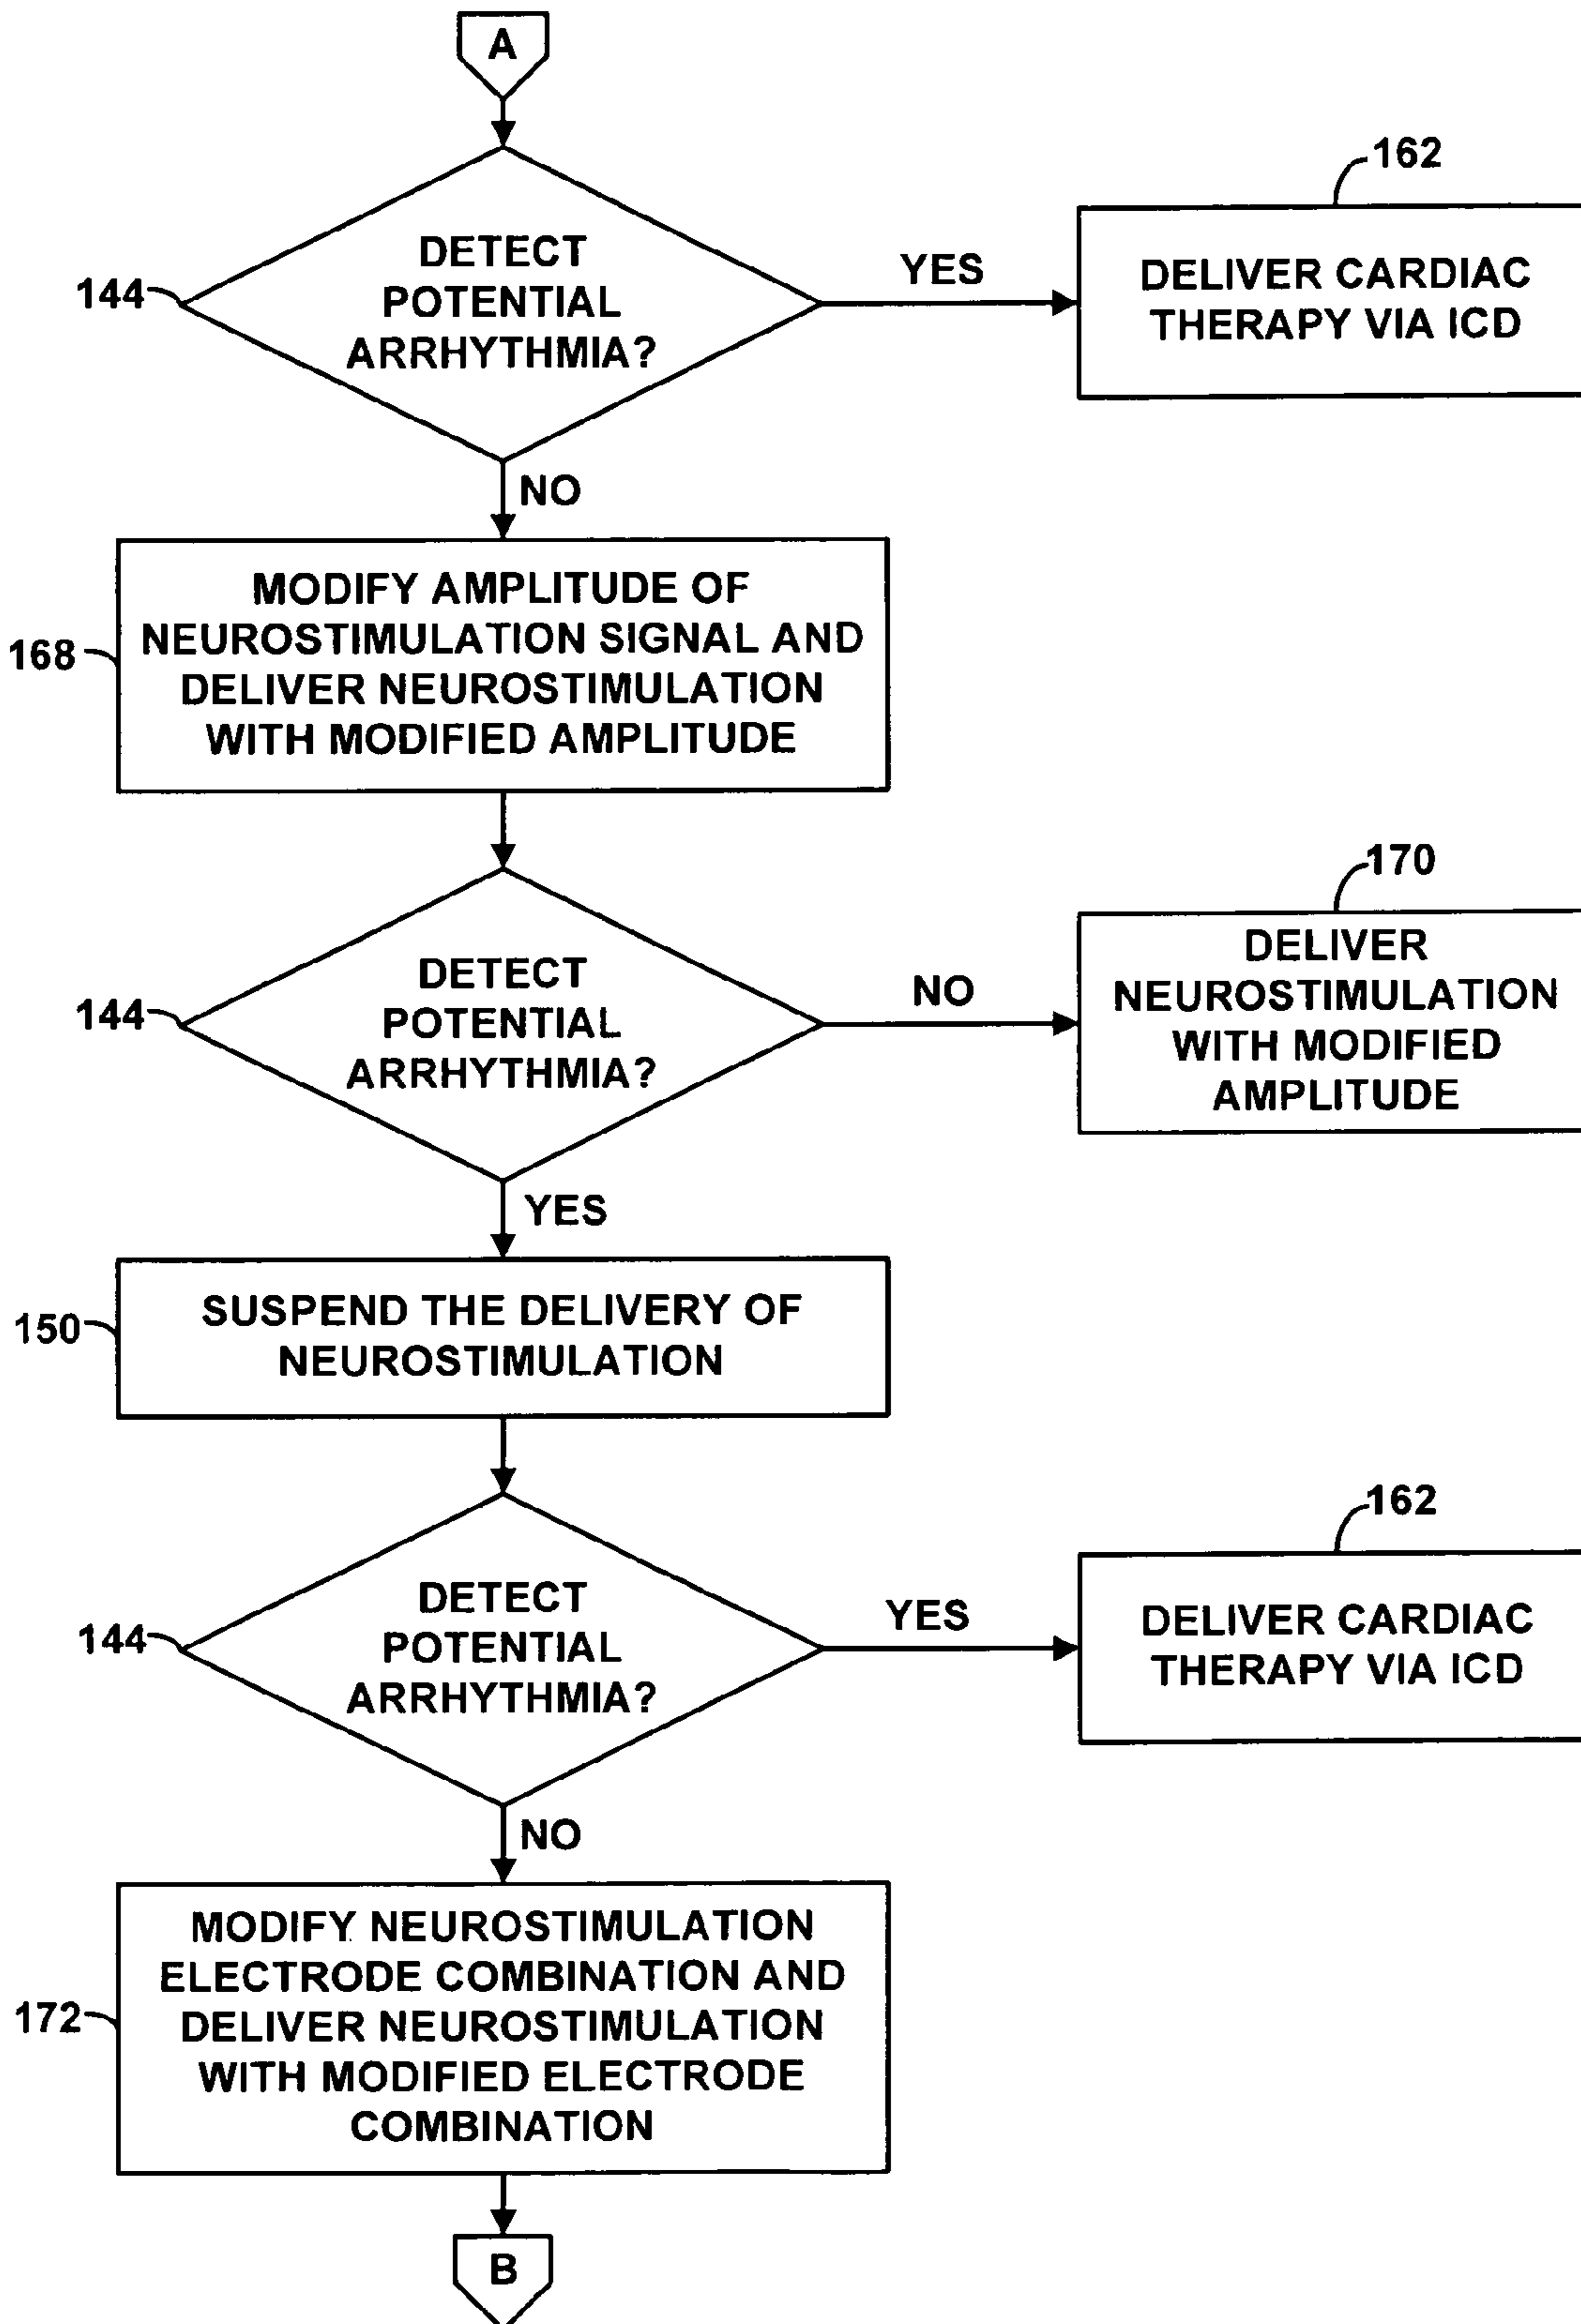 A
DETECT
POTENTIAL
ARRHYTHMIA?
144
YES
162
DELIVER CARDIAC
THERAPY VIA ICD
NO
MODIFY AMPLITUDE OF
NEUROSTIMULATION SIGNAL AND
DELIVER NEUROSTIMULATION
WITH MODIFIED AMPLITUDE
168
DETECT
POTENTIAL
ARRHYTHMIA?
144
NO
170
DELIVER
NEUROSTIMULATION
WITH MODIFIED
AMPLITUDE
YES
SUSPEND THE DELIVERY OF
NEUROSTIMULATION
150
DETECT
POTENTIAL
ARRHYTHMIA?
144
YES
162
DELIVER CARDIAC
THERAPY VIA ICD
NO
MODIFY NEUROSTIMULATION
ELECTRODE COMBINATION AND
DELIVER NEUROSTIMULATION
WITH MODIFIED ELECTRODE
COMBINATION
172
B